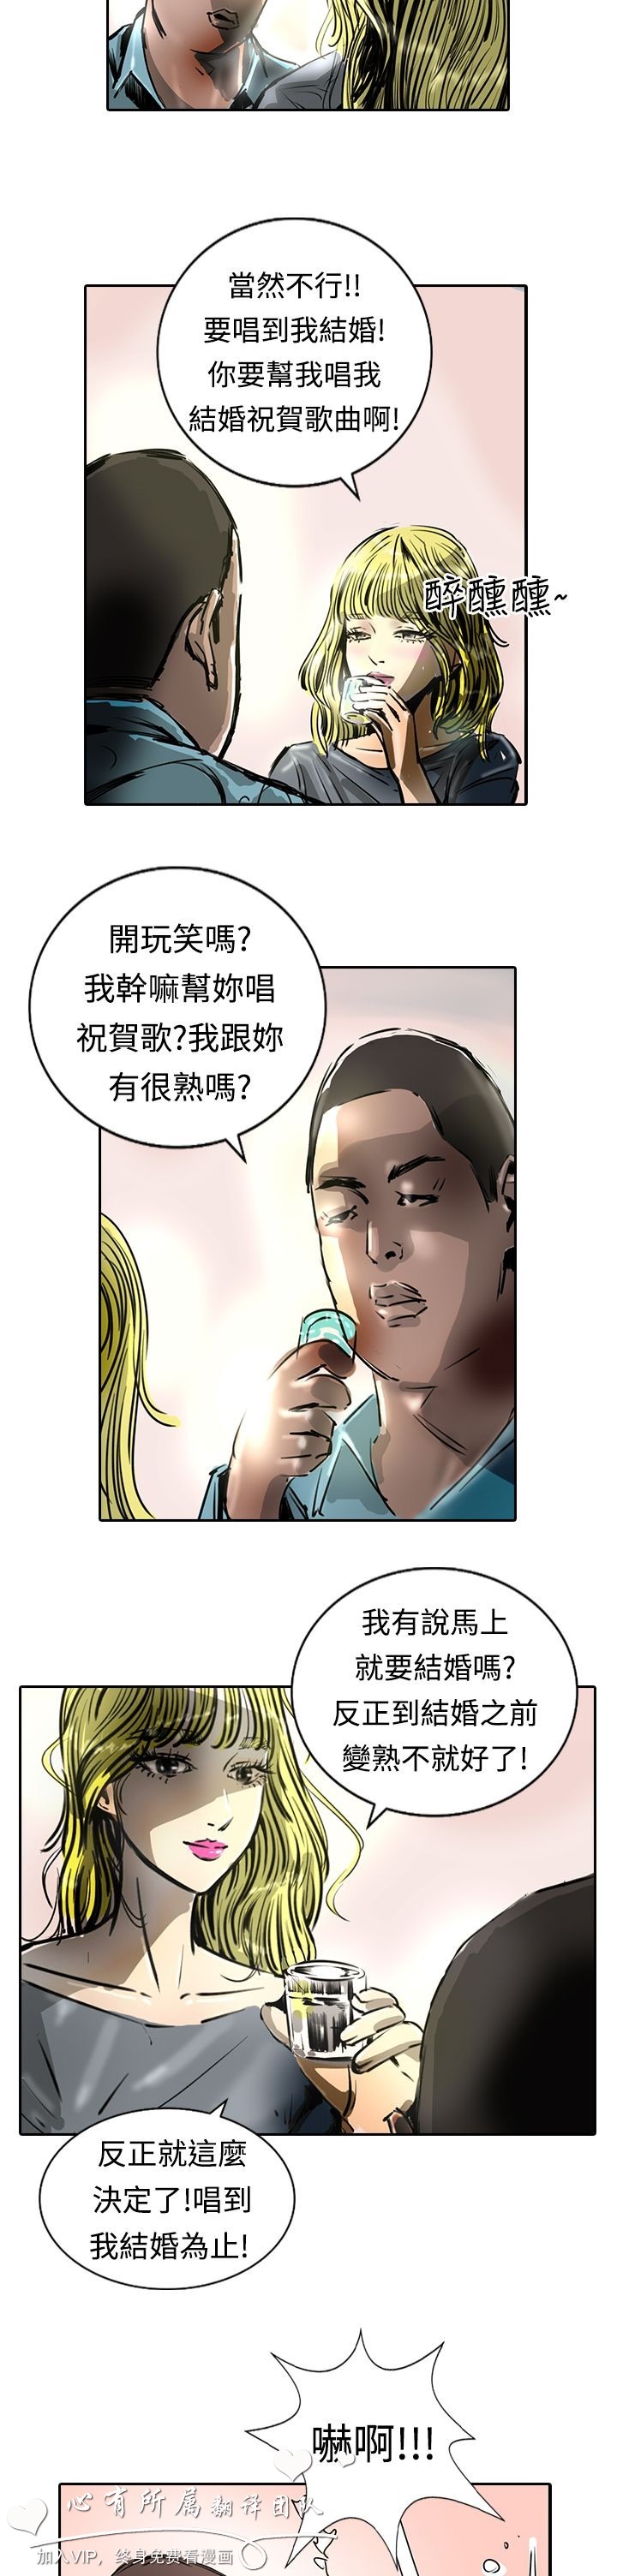 當然不行!!
要唱到我結婚!
你要幫我唱我
結婚祝賀歌曲啊!
醉醺醺~
開玩笑嗎?
我幹嘛幫妳唱
祝賀歌?我跟妳
有很熟嗎?
我有說馬上
就要結婚嗎?
反正到結婚之前
變熟不就好了!
反正就這麼
決定了!唱到
我結婚為止!
嚇啊!!!
心有所属翻译团队
加入VIP，终身免费看漫画